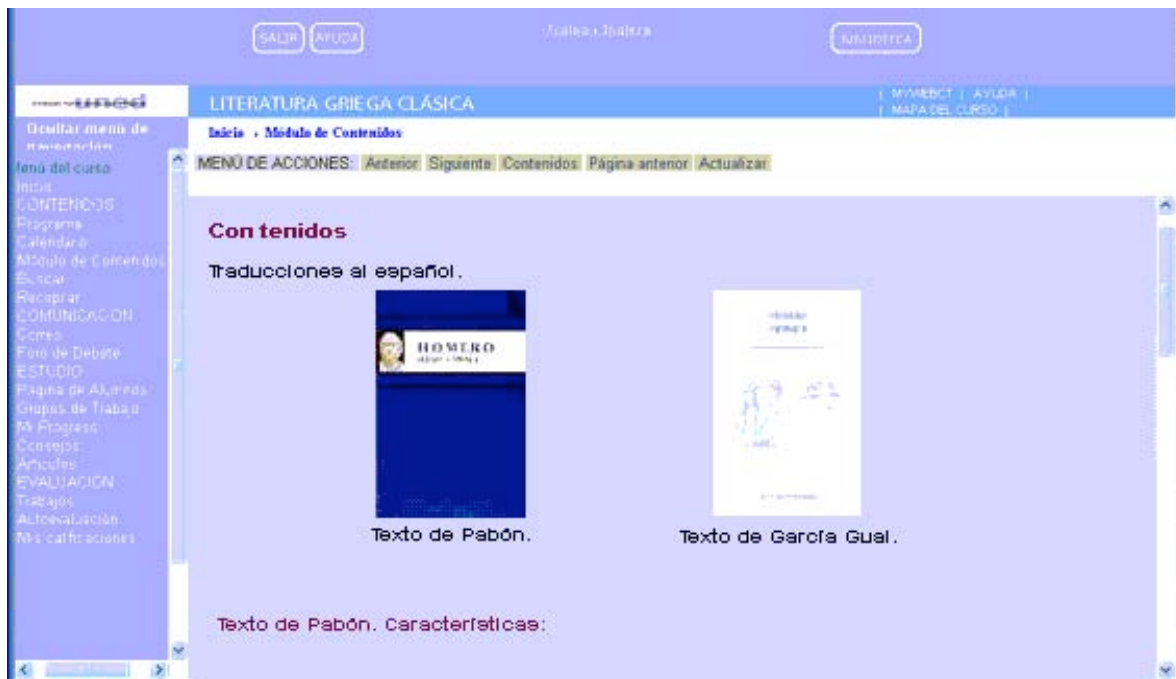 SALIR AYUDA
BIBLIOTECA
uned
LITERATURA GRIEGA CLÁSICA
| MYWEBCT | AYUDA |
| MAPA DEL CURSO |
Ocultar menú de
navegación
Inicio › Módulo de Contenidos
MENÚ DE ACCIONES: Anterior Siguiente Contenidos Página anterior Actualizar
Menú del curso
Inicio
CONTENIDOS
Programa
Calendario
Módulo de Contenidos
Buscar
Recopilar
COMUNICACIÓN
Correo
Foro de Debate
ESTUDIO
Página de Alumnos
Grupos de Trabajo
Mi Progreso
Consejos
Artículos
EVALUACIÓN
Trabajos
Autoevaluación
Mis calificaciones
Contenidos
Traducciones al español.
HOMERO
Texto de Pabón.
Texto de García Gual.
Texto de Pabón. Características: